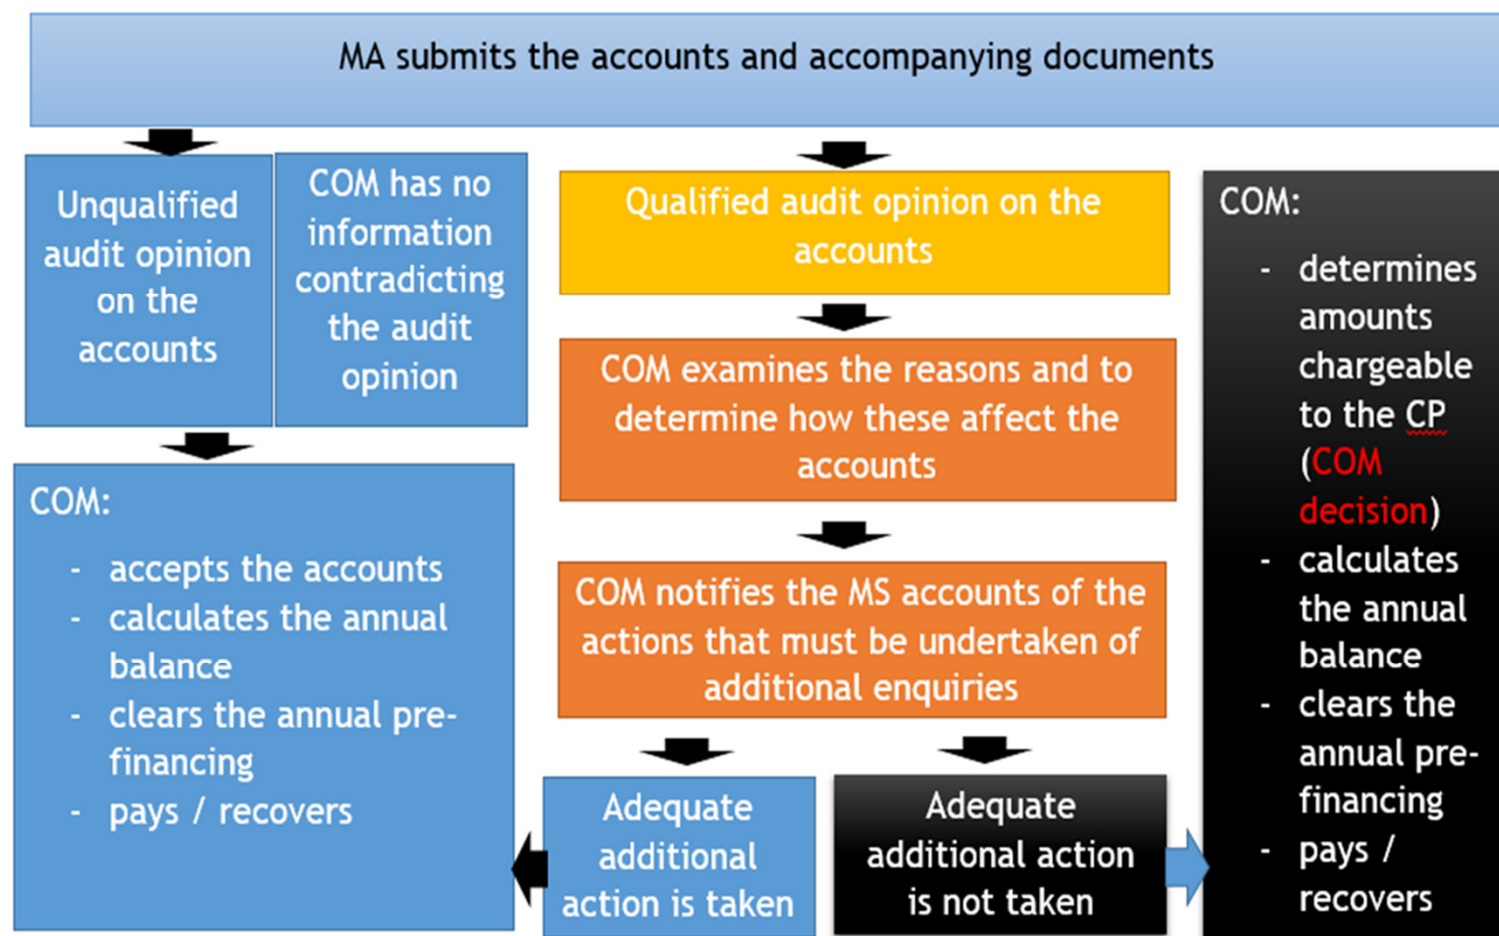 MA submits the accounts and accompanying documents
Unqualified
audit opinion
on the
accounts
COM has no
information
contradicting
the audit
opinion
COM:
- accepts the accounts
- calculates the annual
balance
- clears the annual pre-
financing
- pays / recovers
Qualified audit opinion on the
accounts
COM examines the reasons and to
determine how these affect the
accounts
COM notifies the MS accounts of the
actions that must be undertaken of
additional enquiries
Adequate
additional
action is taken
Adequate
additional action
is not taken
COM:
- determines
amounts
chargeable
to the CP
(COM
decision)
- calculates
the annual
balance
- clears the
annual pre-
financing
- pays /
recovers